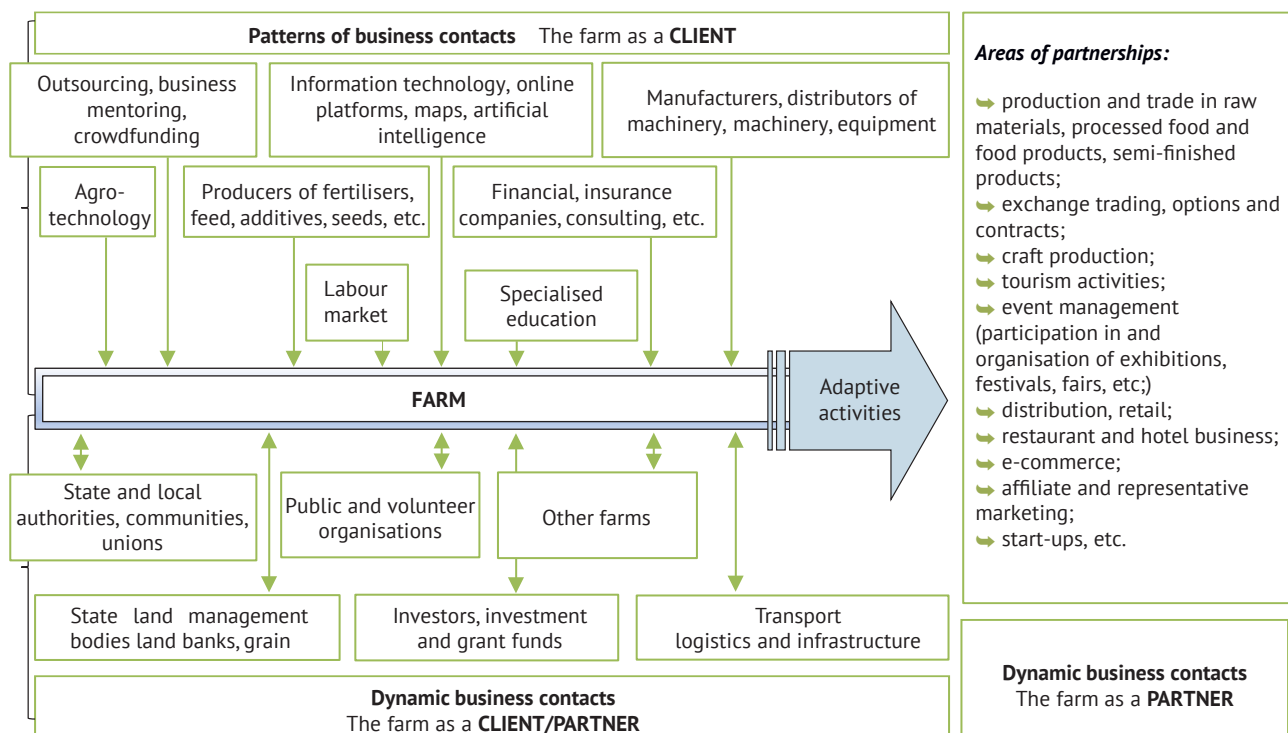 Patterns of business contacts The farm as a CLIENT
Outsourcing, business
mentoring,
crowdfunding
Information technology, online
platforms, maps, artificial
intelligence
Manufacturers, distributors of
machinery, machinery, equipment
Agro-
technology
Producers of fertilisers,
feed, additives, seeds, etc.
Financial, insurance
companies, consulting, etc.
Labour
market
Specialised
education
FARM
Adaptive
activities
State and local
authorities, communities,
unions
Public and volunteer
organisations
Other farms
State land management
bodies land banks, grain
Investors, investment
and grant funds
Transport
logistics and infrastructure
Dynamic business contacts
The farm as a CLIENT/PARTNER
Areas of partnerships:
production and trade in raw
materials, processed food and
food products, semi-finished
products;
exchange trading, options and
contracts;
craft production;
tourism activities;
event management
(participation in and
organisation of exhibitions,
festivals, fairs, etc;)
distribution, retail;
restaurant and hotel business;
e-commerce;
affiliate and representative
marketing;
start-ups, etc.
Dynamic business contacts
The farm as a PARTNER